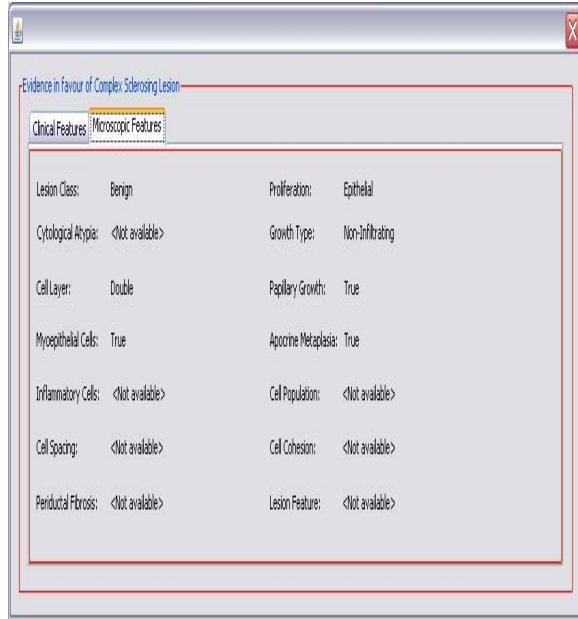 Evidence in favour of Complex Sclerosing Lesion
Clinical Features Microscopic Features
Lesion Class: Benign Proliferation: Epithelial
Cytological Atypia: <Not available> Growth Type: Non-Infiltrating
Cell Layer: Double Papillary Growth: True
Myoepithelial Cells: True Apocrine Metaplasia: True
Inflammatory Cells: <Not available> Cell Population: <Not available>
Cell Spacing: <Not available> Cell Cohesion: <Not available>
Periductal Fibrosis: <Not available> Lesion Feature: <Not available>